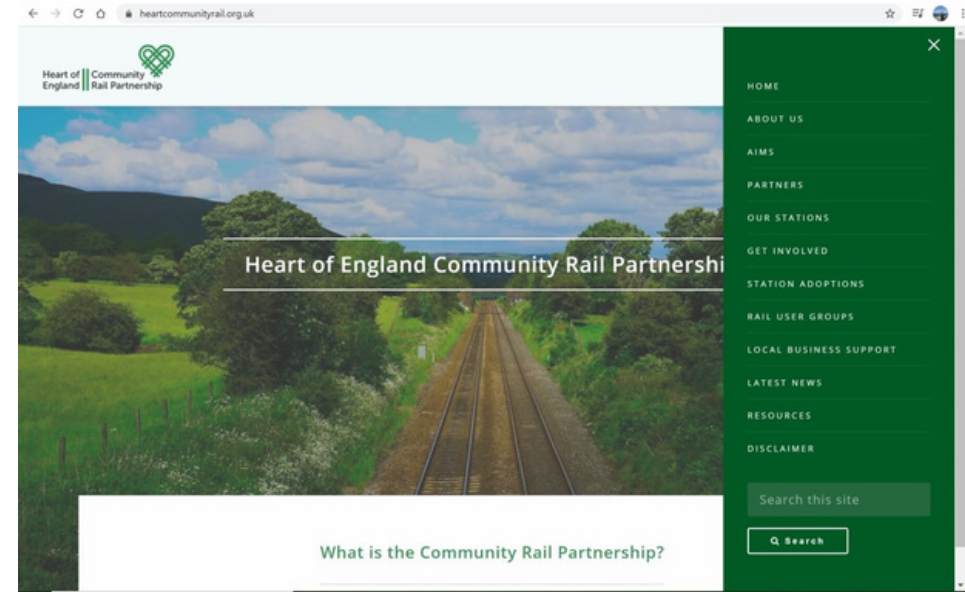 heartcommunityrail.org.uk
Heart of Community
England Rail Partnership
Heart of England Community Rail Partnershi
What is the Community Rail Partnership?
HOME
ABOUT US
AIMS
PARTNERS
OUR STATIONS
GET INVOLVED
STATION ADOPTIONS
RAIL USER GROUPS
LOCAL BUSINESS SUPPORT
LATEST NEWS
RESOURCES
DISCLAIMER
Search this site
Search